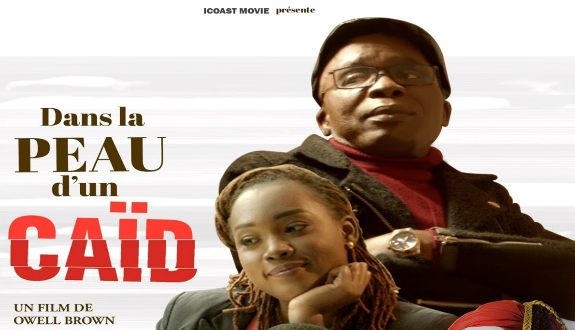 ICOAST MOVIE présente
Dans la
PEAU
d'un
CAÏD
UN FILM DE
OWELL BROWN